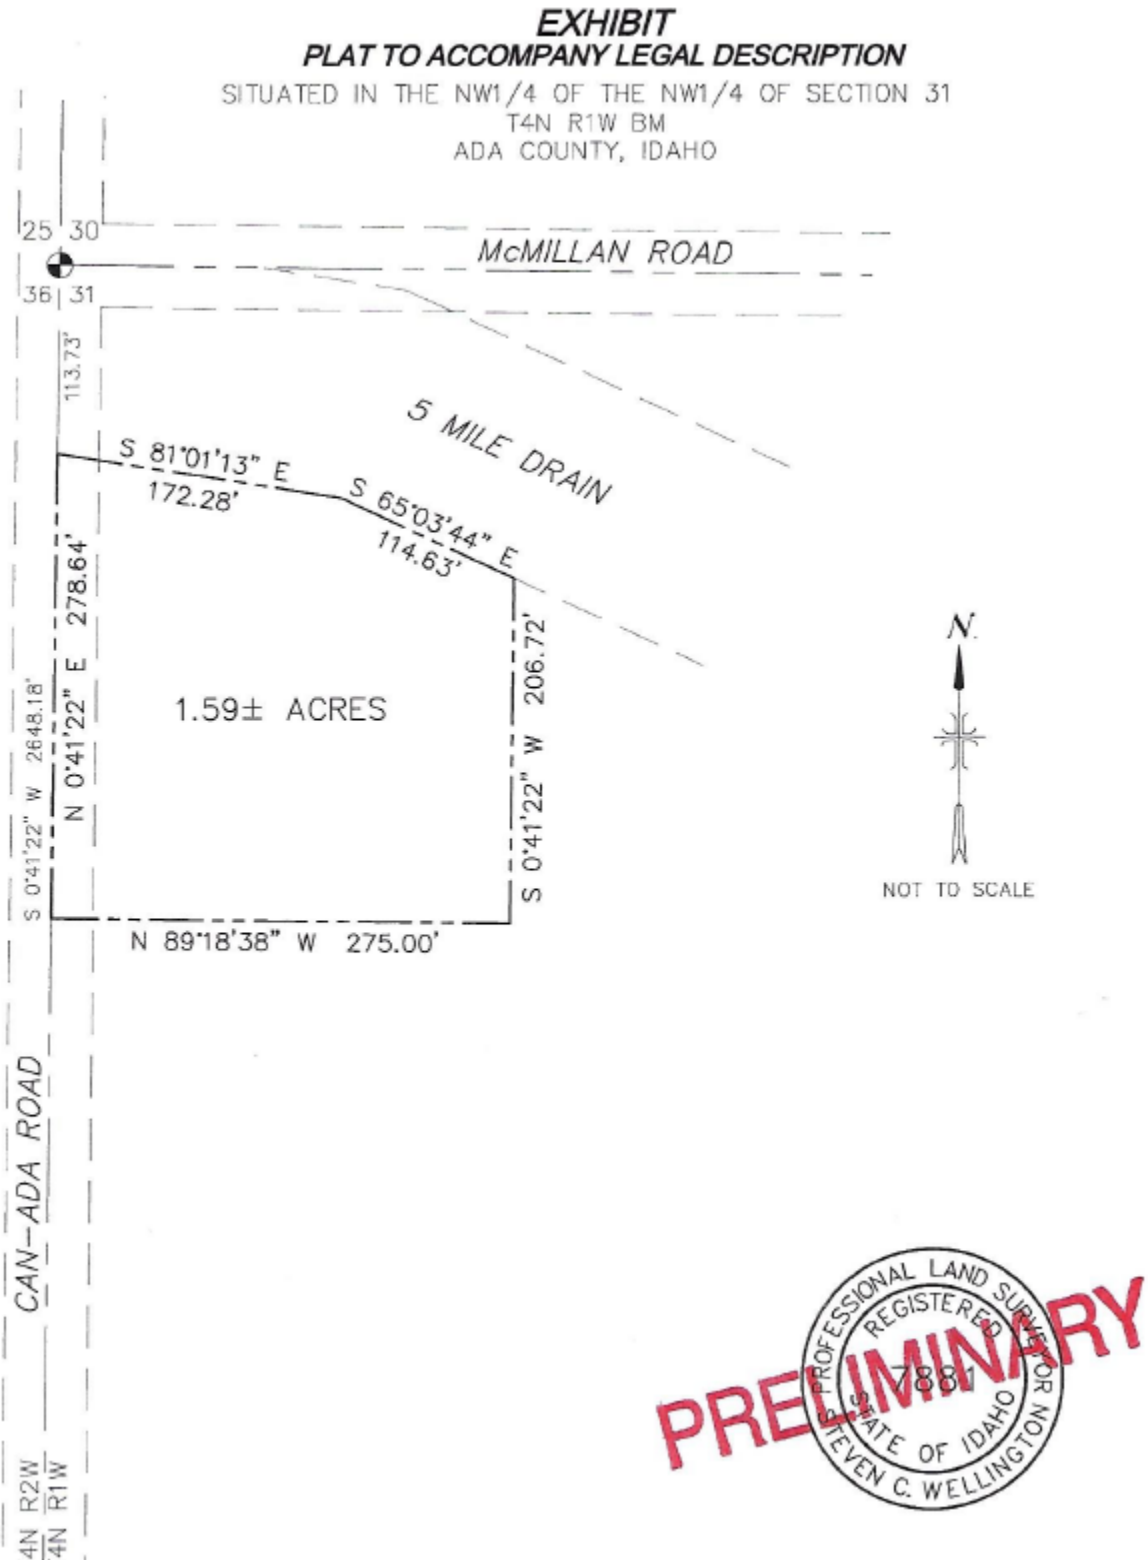 EXHIBIT
PLAT TO ACCOMPANY LEGAL DESCRIPTION
SITUATED IN THE NW1/4 OF THE NW1/4 OF SECTION 31
T4N R1W BM
ADA COUNTY, IDAHO
25 30
McMILLAN ROAD
36 31
113.73'
5 MILE DRAIN
S 81°01'13" E
172.28'
S 65°03'44" E
114.63'
N 0°41'22" E 278.64'
S 0°41'22" W 206.72'
S 0°41'22" W 2648.18'
1.59± ACRES
N
NOT TO SCALE
N 89°18'38" W 275.00'
CAN-ADA ROAD
PROFESSIONAL LAND SURVEYOR
REGISTERED
7881
STATE OF IDAHO
STEVEN C. WELLINGTON
PRELIMINARY
4N R2W
T4N R1W